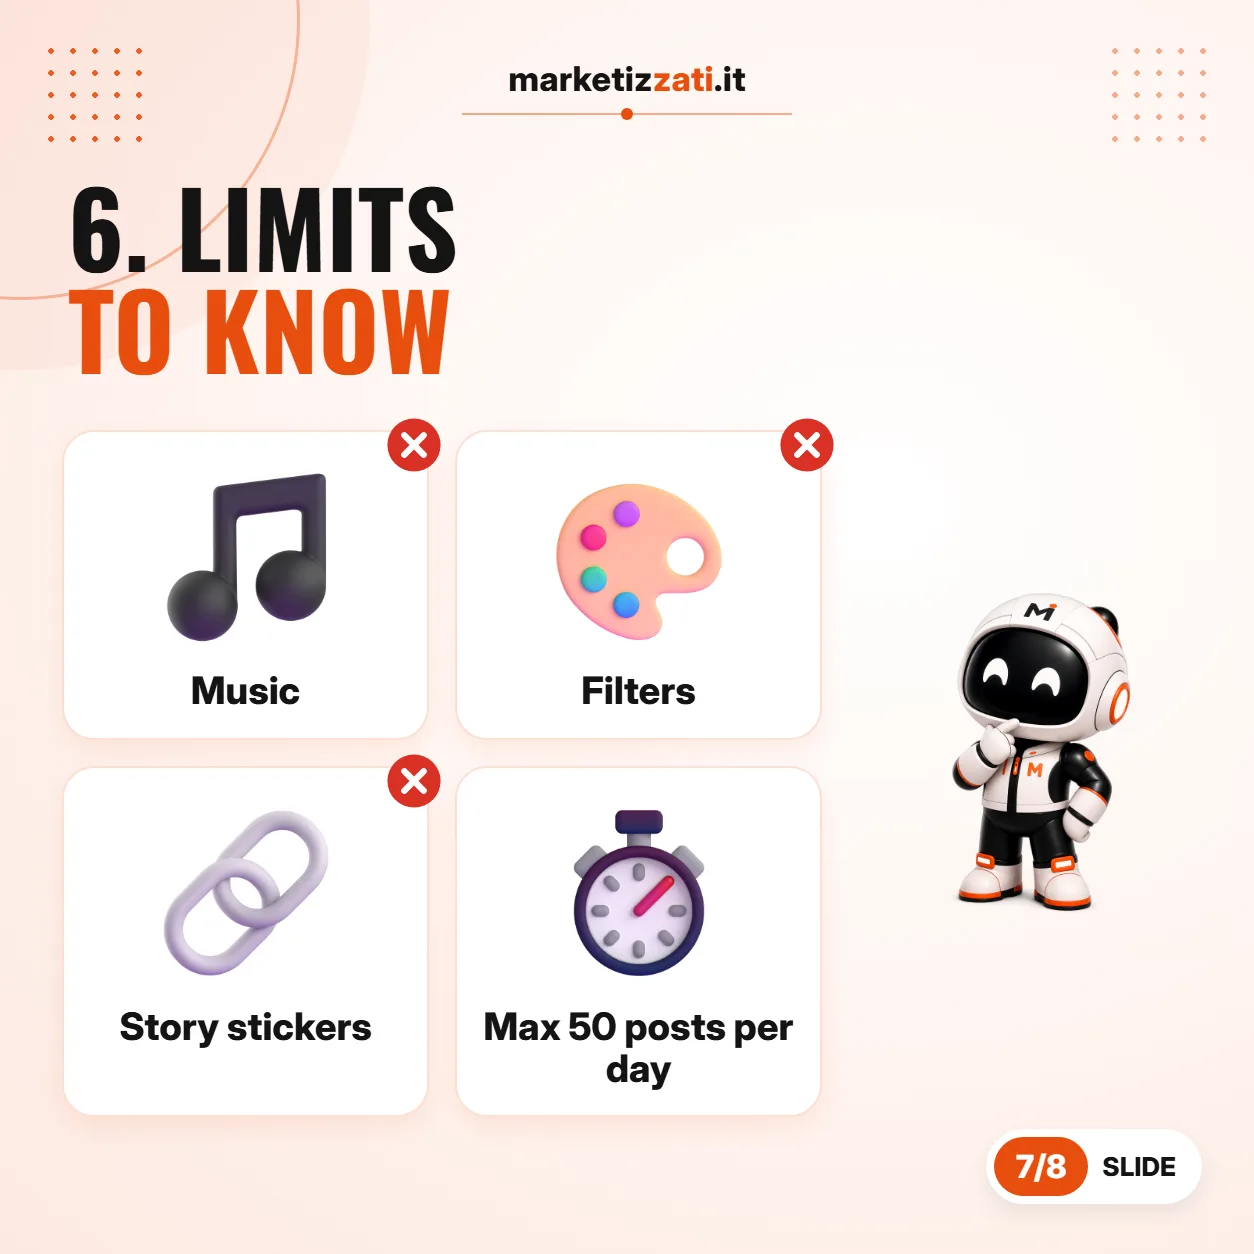 marketizzati.it
6. LIMITS
TO KNOW
Music
Filters
Story stickers
Max 50 posts per
day
M
M
7/8 SLIDE